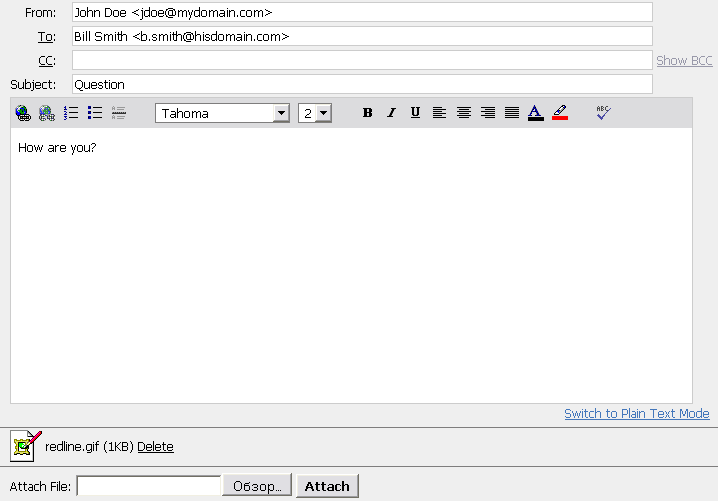 From: John Doe <jdoe@mydomain.com>
To: Bill Smith <b.smith@hisdomain.com>
CC: Show BCC
Subject: Question
Tahoma 2 B I U A ABC
How are you?
Switch to Plain Text Mode
redline.gif (1KB) Delete
Attach File: Обзор... Attach